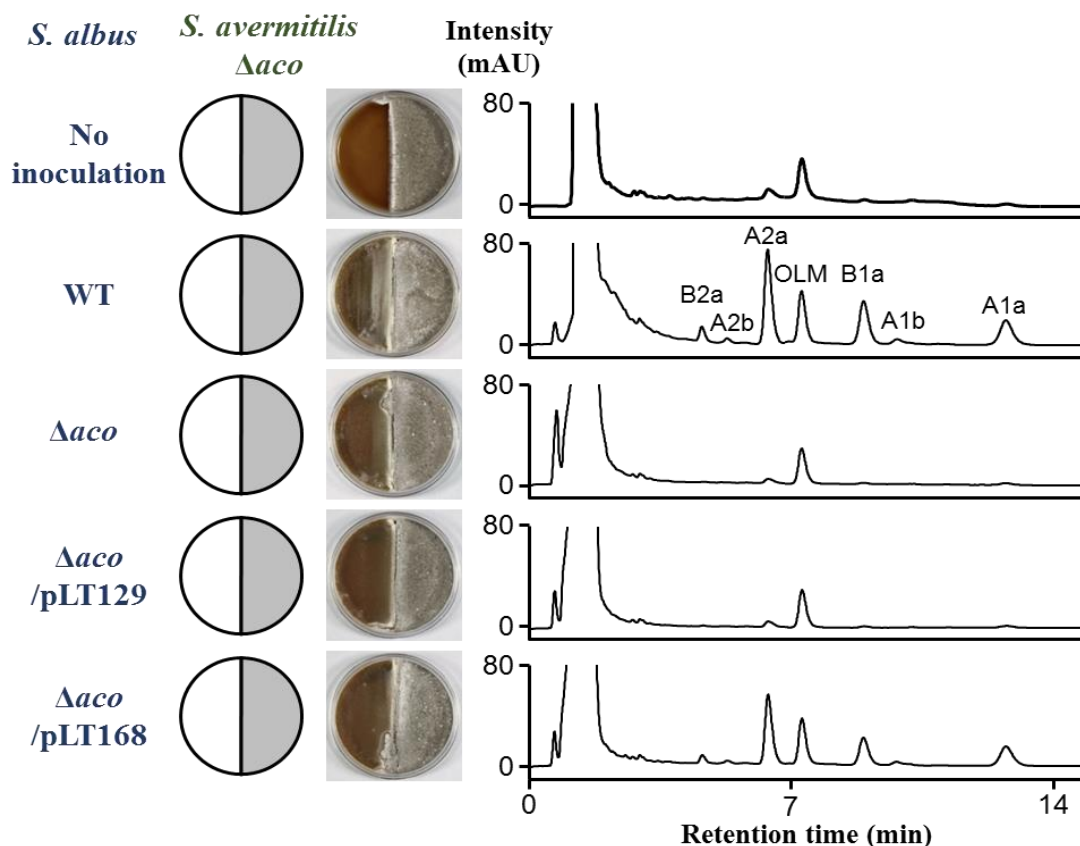 S. albus
S. avermitilis
Δaco
Intensity
(mAU)
No
inoculation
80
0
WT
80
0
B2a
A2b
A2a
OLM
B1a
A1b
A1a
Δaco
80
0
Δaco
/pLT129
80
0
Δaco
/pLT168
80
0
0
7
14
Retention time (min)